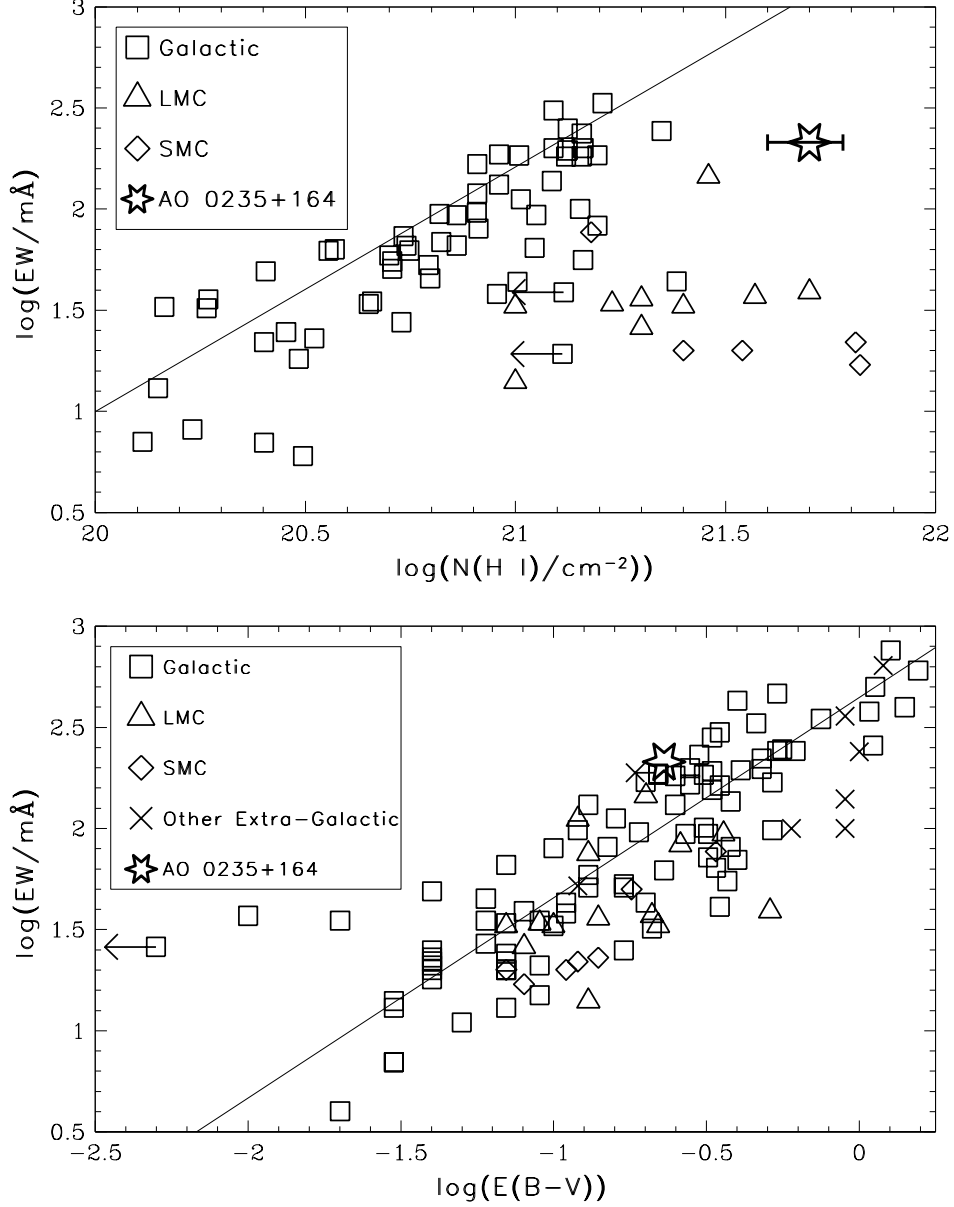 3
2.5
2
1.5
1
0.5
log(EW/mÅ)
Galactic
LMC
SMC
AO 0235+164
20
20.5
21
21.5
22
log(N(H I)/cm⁻²))
3
2.5
2
1.5
1
0.5
log(EW/mÅ)
Galactic
LMC
SMC
Other Extra-Galactic
AO 0235+164
-2.5
-2
-1.5
-1
-0.5
0
log(E(B-V))